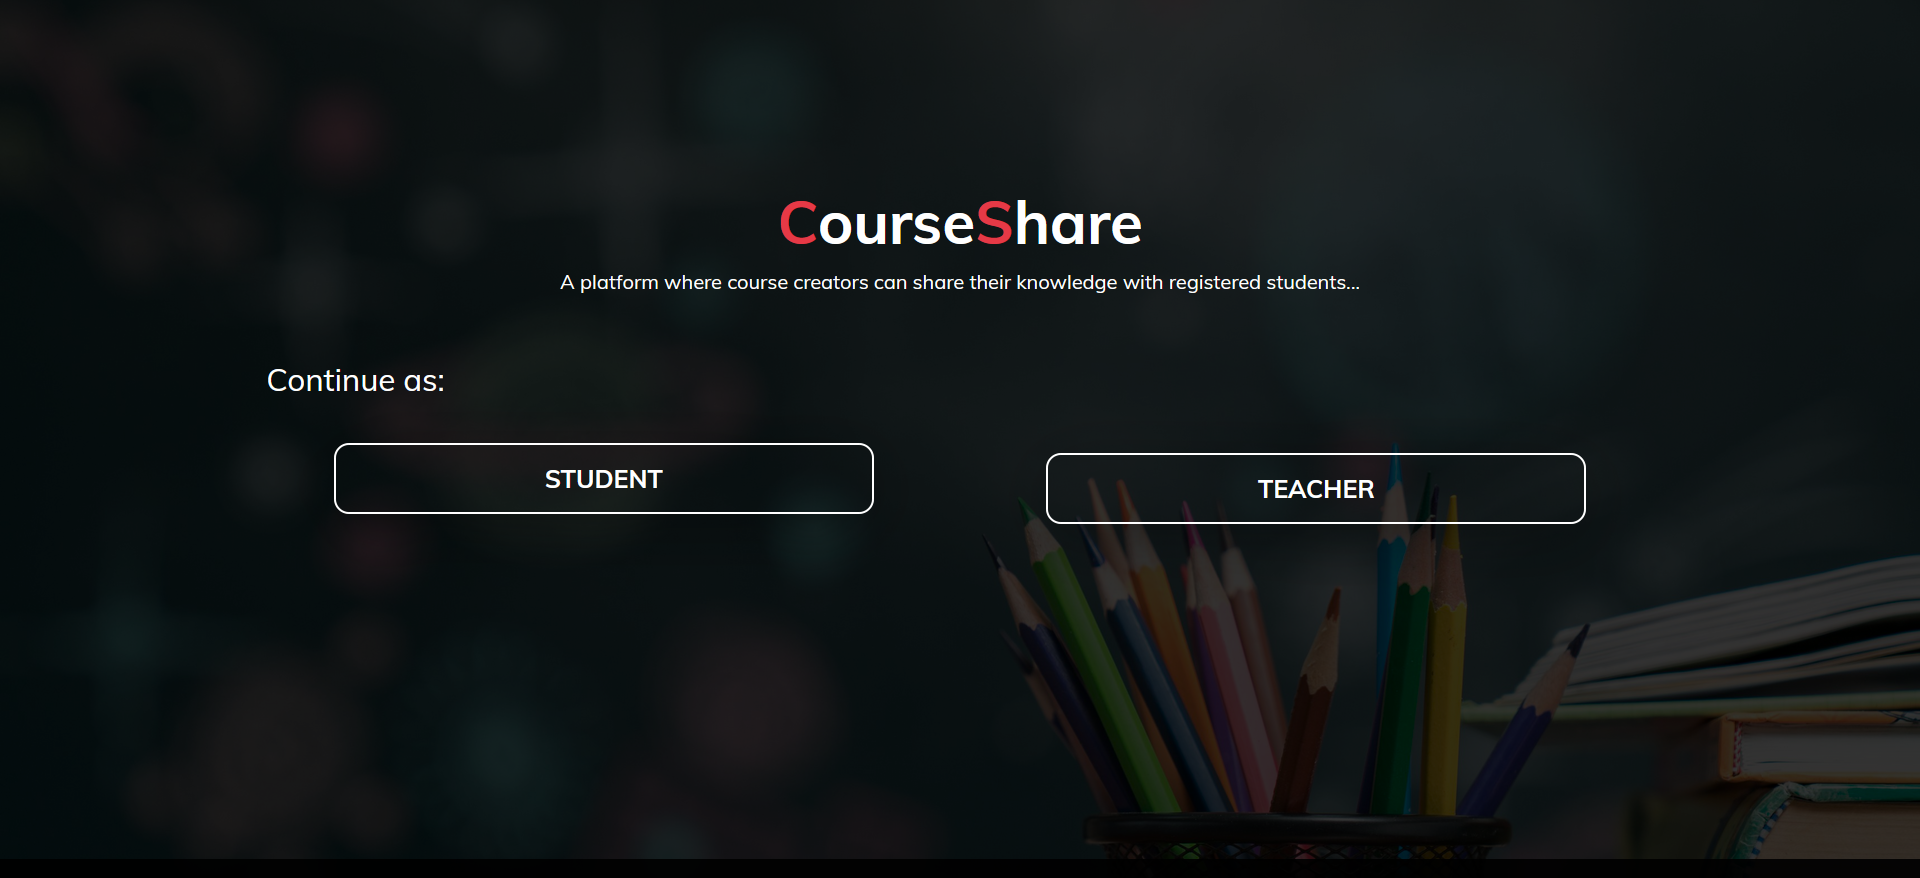 CourseShare
A platform where course creators can share their knowledge with registered students...
Continue as:
STUDENT
TEACHER